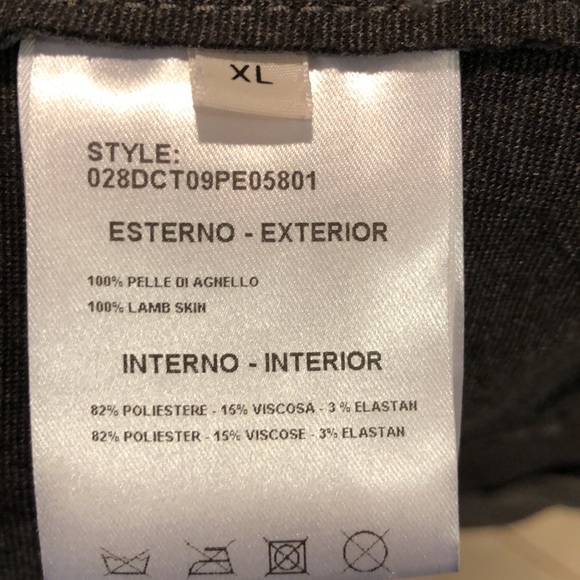 XL
STYLE:
028DCT09PE05801
ESTERNO - EXTERIOR
100% PELLE DI AGNELLO
100% LAMB SKIN
INTERNO - INTERIOR
82% POLIESTERE - 15% VISCOSA - 3 % ELASTAN
82% POLIESTER - 15% VISCOSE - 3% ELASTAN